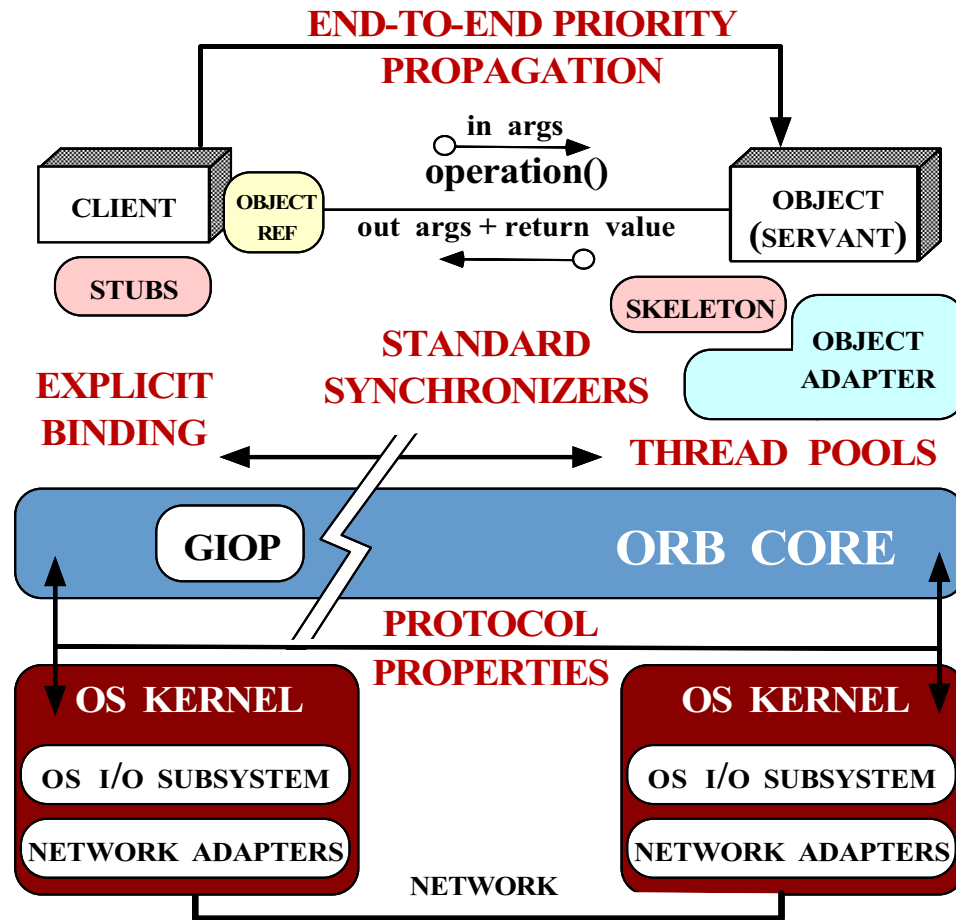 END-TO-END PRIORITY
PROPAGATION
in args
operation()
CLIENT
OBJECT
REF
out args + return value
OBJECT
(SERVANT)
STUBS
SKELETON
OBJECT
ADAPTER
STANDARD
SYNCHRONIZERS
EXPLICIT
BINDING
THREAD POOLS
GIOP
ORB CORE
PROTOCOL
PROPERTIES
OS KERNEL
OS I/O SUBSYSTEM
NETWORK ADAPTERS
OS KERNEL
OS I/O SUBSYSTEM
NETWORK ADAPTERS
NETWORK